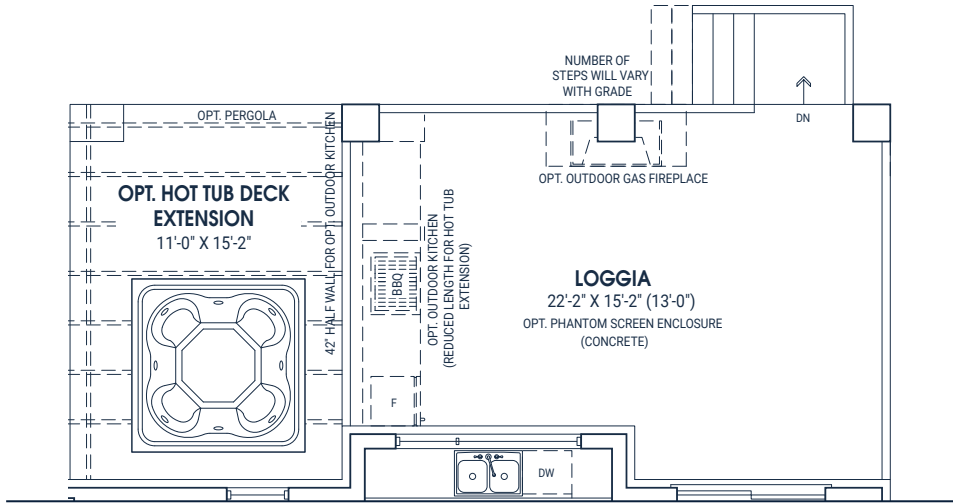 NUMBER OF
STEPS WILL VARY
WITH GRADE
DN
OPT. PERGOLA
OPT. HOT TUB DECK
EXTENSION
11'-0" X 15'-2"
42' HALF WALL FOR OPT. OUTDOOR KITCHEN
BBQ
OPT. OUTDOOR KITCHEN
(REDUCED LENGTH FOR HOT TUB
EXTENSION)
F
OPT. OUTDOOR GAS FIREPLACE
LOGGIA
22'-2" X 15'-2" (13'-0")
OPT. PHANTOM SCREEN ENCLOSURE
(CONCRETE)
DW